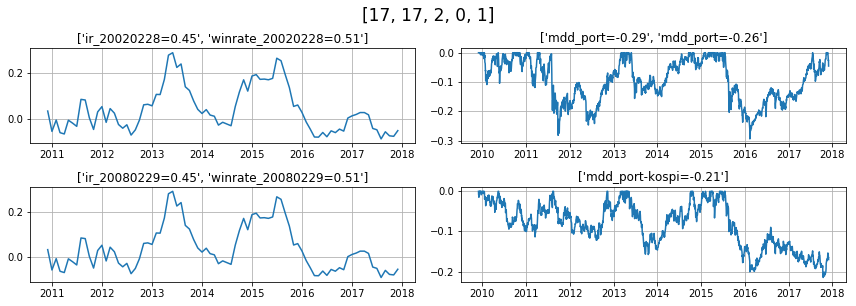 [17, 17, 2, 0, 1]
['ir_20020228=0.45', 'winrate_20020228=0.51']
0.2
0.0
2011 2012 2013 2014 2015 2016 2017 2018
['mdd_port=-0.29', 'mdd_port=-0.26']
0.0
−0.1
−0.2
−0.3
2010 2011 2012 2013 2014 2015 2016 2017 2018
['ir_20080229=0.45', 'winrate_20080229=0.51']
0.2
0.0
2011 2012 2013 2014 2015 2016 2017 2018
['mdd_port-kospi=-0.21']
0.0
−0.1
−0.2
2010 2011 2012 2013 2014 2015 2016 2017 2018